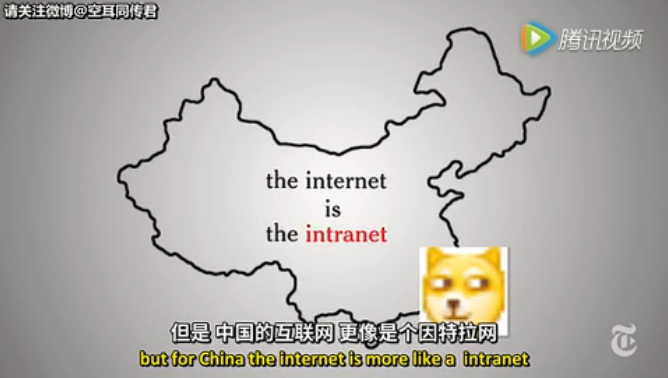 请关注微博@空耳同传君
腾讯视频
the internet
is
the intranet
但是 中国的互联网 更像是个因特拉网
but for China the internet is more like a intranet
T